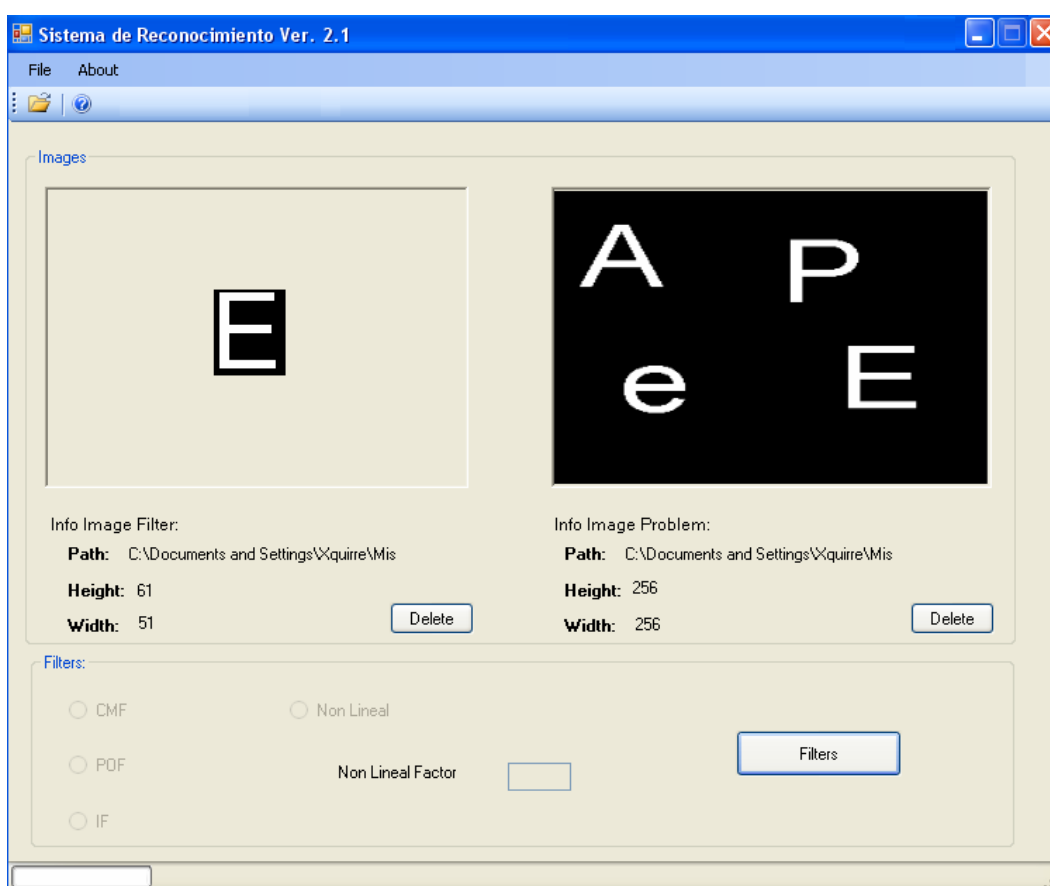 Sistema de Reconocimiento Ver. 2.1
File About
Images
E
A P
e E
Info Image Filter:
Path: C:\Documents and Settings\Xquirre\Mis
Height: 61
Width: 51
Delete
Info Image Problem:
Path: C:\Documents and Settings\Xquirre\Mis
Height: 256
Width: 256
Delete
Filters:
CMF
Non Lineal
POF
Non Lineal Factor
Filters
IF